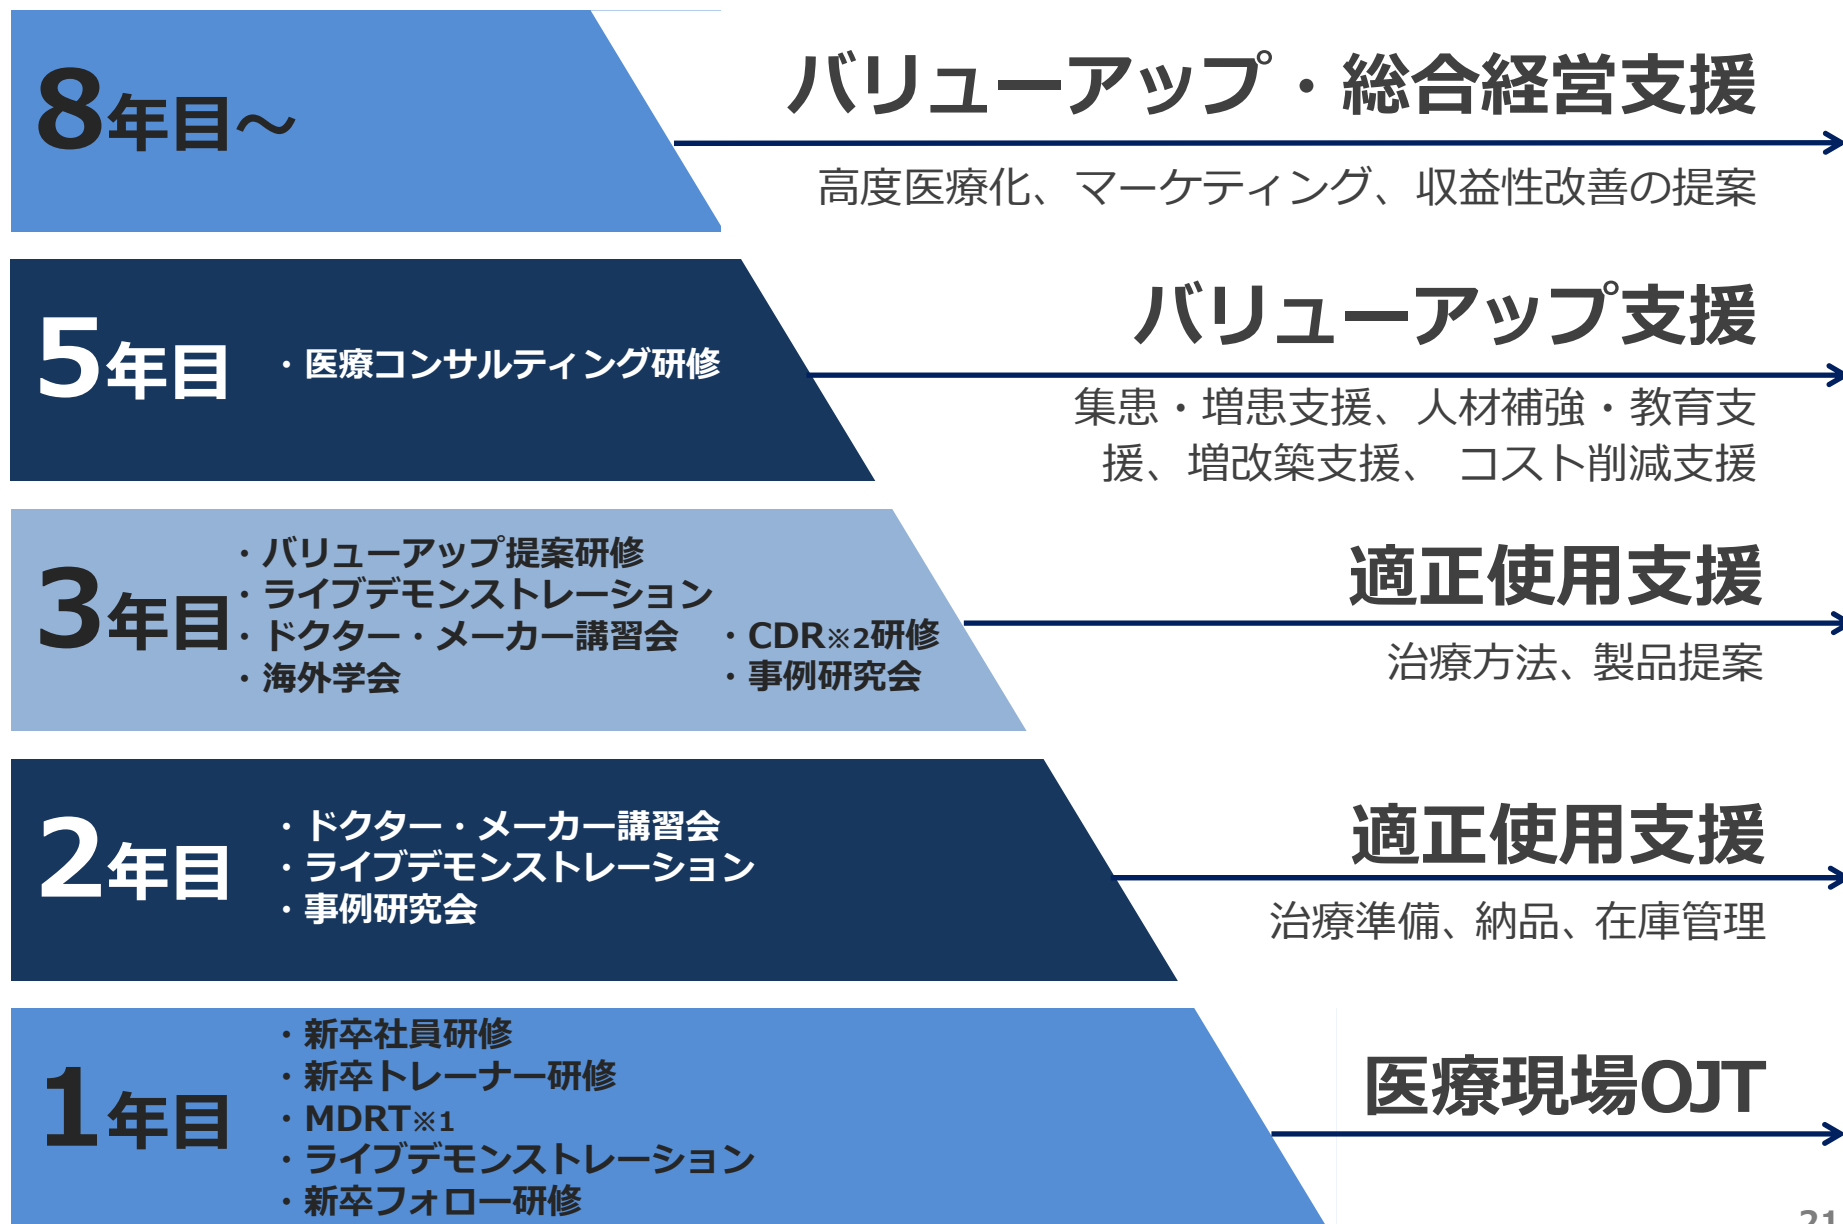 8年目～
バリューアップ・総合経営支援
高度医療化、マーケティング、収益性改善の提案
5年目
・医療コンサルティング研修
バリューアップ支援
集患・増患支援、人材補強・教育支
援、増改築支援、 コスト削減支援
3年目
・バリューアップ提案研修
・ライブデモンストレーション
・ドクター・メーカー講習会 ・CDR※2研修
・海外学会 ・事例研究会
適正使用支援
治療方法、製品提案
2年目
・ドクター・メーカー講習会
・ライブデモンストレーション
・事例研究会
適正使用支援
治療準備、納品、在庫管理
1年目
・新卒社員研修
・新卒トレーナー研修
・MDRT※1
・ライブデモンストレーション
・新卒フォロー研修
医療現場OJT
21